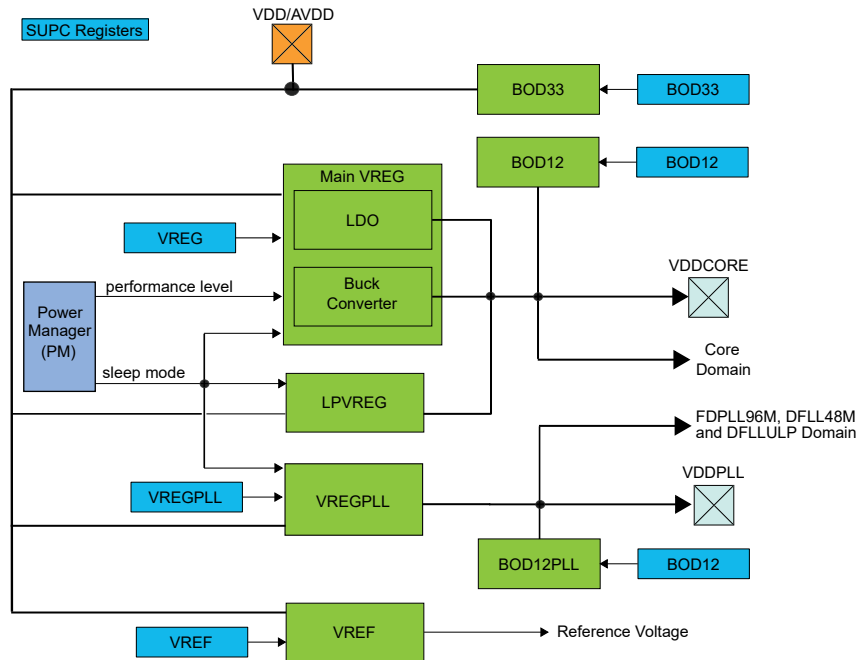 SUPC Registers
VDD/AVDD
BOD33
BOD33
BOD12
BOD12
Main VREG
LDO
VREG
Buck
Converter
VDDCORE
performance level
Power
Manager
(PM)
sleep mode
Core
Domain
LPVREG
FDPLL96M, DFLL48M
and DFLLULP Domain
VREGPLL
VREGPLL
VDDPLL
BOD12PLL
BOD12
VREF
VREF
Reference Voltage